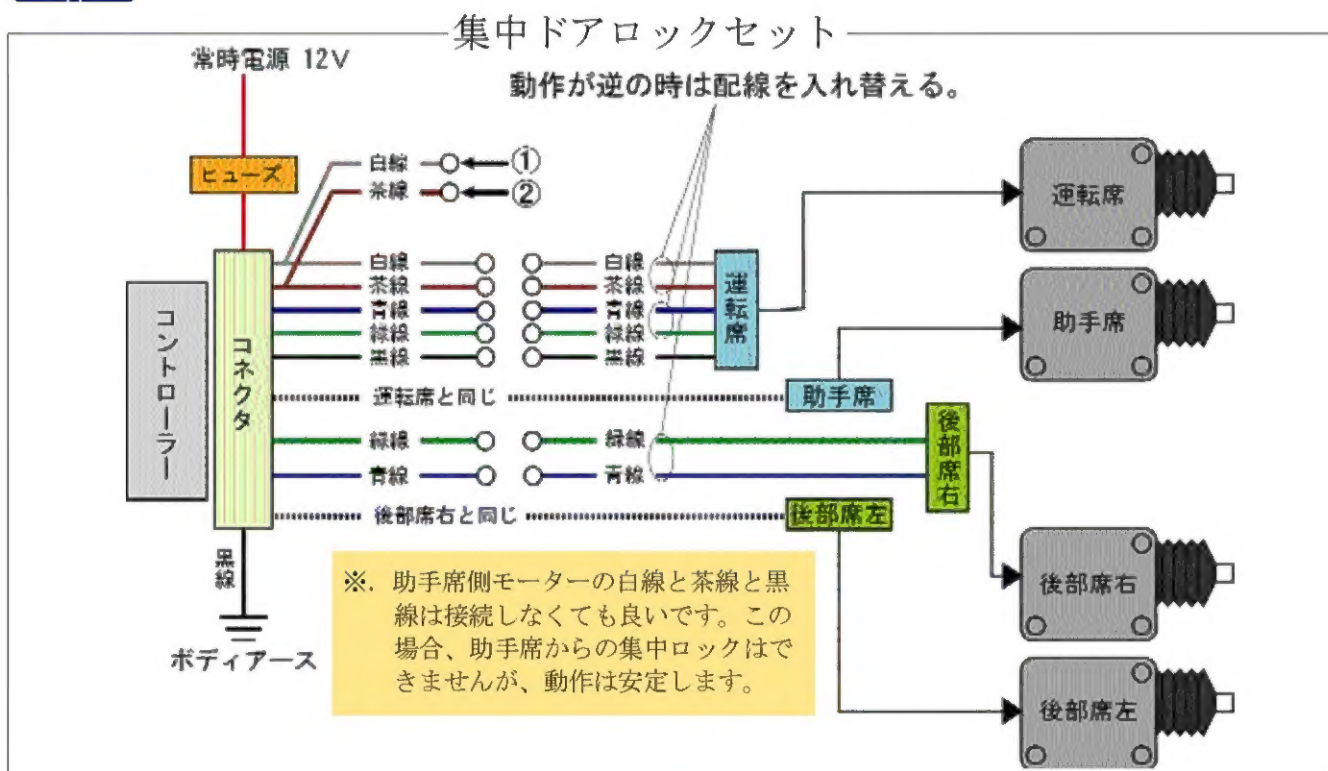 集中ドアロックセット
常時電源 12V
動作が逆の時は配線を入れ替える。
ヒューズ
白線 ①
茶線 ②
運転席
助手席
白線 白線
茶線 茶線
青線 青線
緑線 緑線
黒線 黒線
運転席
コントローラー
コネクタ
運転席と同じ
助手席
緑線 緑線
青線 青線
後部席右
後部席右と同じ
後部席左
黒線
ボディアース
※. 助手席側モーターの白線と茶線と黒
線は接続しなくても良いです。この
場合、助手席からの集中ロックはで
きませんが、動作は安定します。
後部席右
後部席左